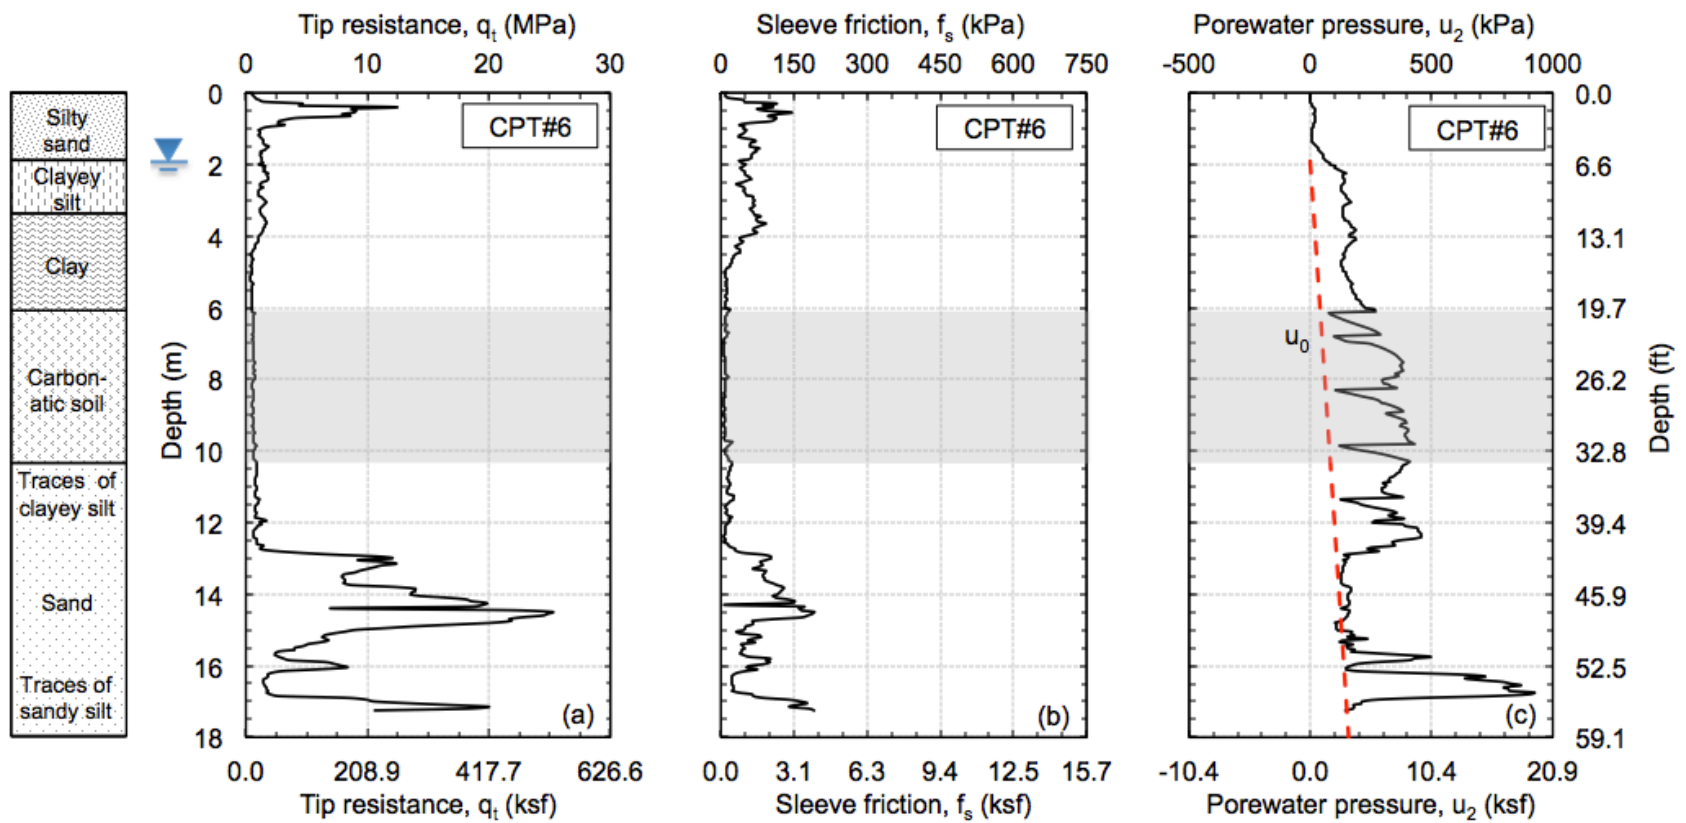 Tip resistance, qt (MPa)
0 10 20 30
Sleeve friction, fs (kPa)
0 150 300 450 600 750
Porewater pressure, u2 (kPa)
-500 0 500 1000
Silty
sand
Clayey
silt
Clay
Carbon-
atic soil
Traces of
clayey silt
Sand
Traces of
sandy silt
Depth (m)
0
2
4
6
8
10
12
14
16
18
CPT#6
(a)
CPT#6
(b)
CPT#6
u0
(c)
0.0
6.6
13.1
19.7
26.2
32.8
39.4
45.9
52.5
59.1
Depth (ft)
0.0 208.9 417.7 626.6
Tip resistance, qt (ksf)
0.0 3.1 6.3 9.4 12.5 15.7
Sleeve friction, fs (ksf)
-10.4 0.0 10.4 20.9
Porewater pressure, u2 (ksf)